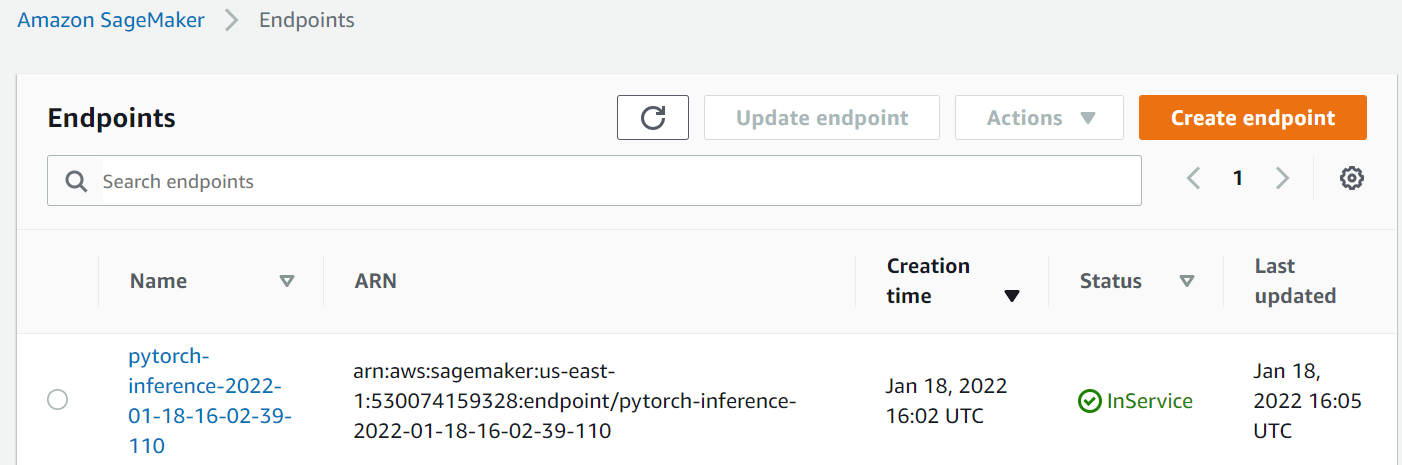 Amazon SageMaker > Endpoints
Endpoints
Update endpoint
Actions
Create endpoint
Search endpoints
1
Name
ARN
Creation
time
Status
Last
updated
pytorch-
inference-2022-
01-18-16-02-39-
110
arn:aws:sagemaker:us-east-
1:530074159328:endpoint/pytorch-inference-
2022-01-18-16-02-39-110
Jan 18, 2022
16:02 UTC
InService
Jan 18,
2022 16:05
UTC